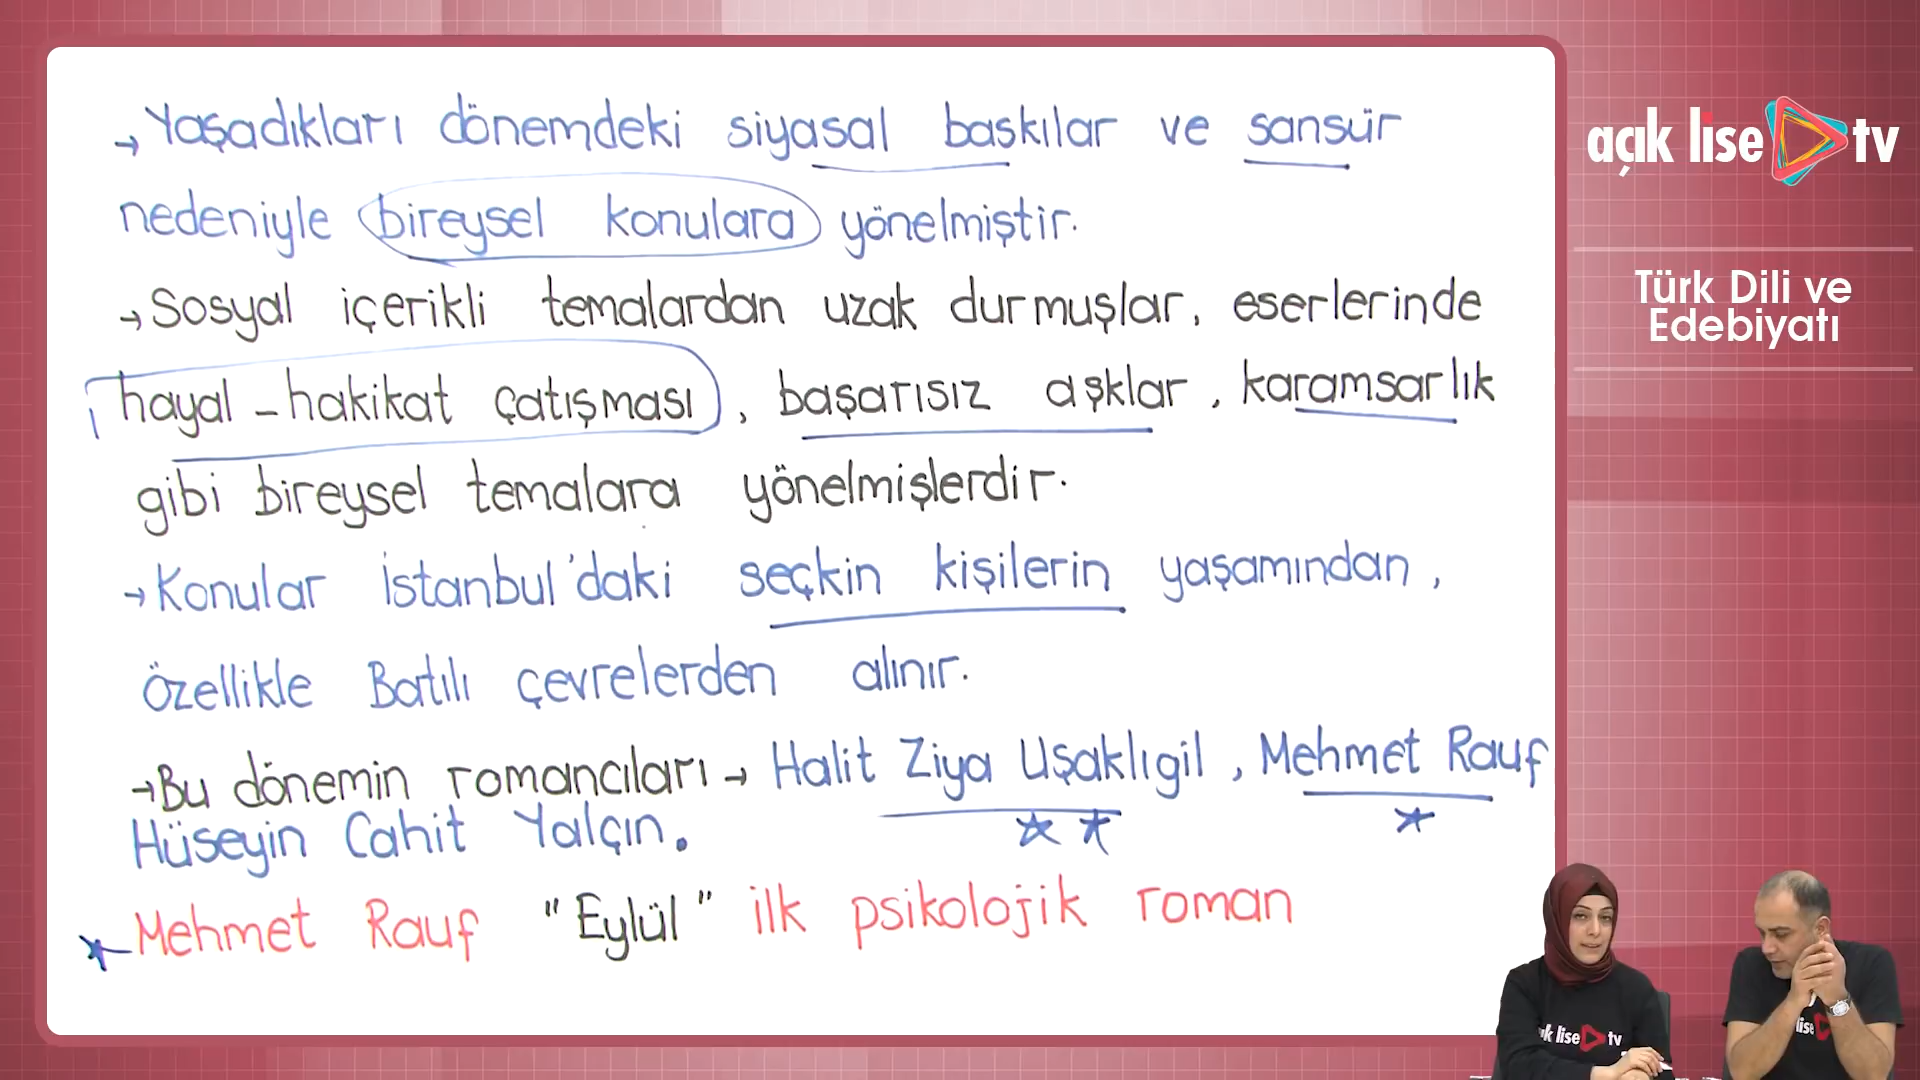 → Yaşadıkları dönemdeki siyasal baskılar ve sansür
nedeniyle bireysel konulara yönelmiştir.
→ Sosyal içerikli temalardan uzak durmuşlar, eserlerinde
hayal - hakikat çatışması, başarısız aşklar, karamsarlık
gibi bireysel temalara yönelmişlerdir.
→ Konular İstanbul'daki seçkin kişilerin yaşamından,
özellikle Batılı çevrelerden alınır.
→ Bu dönemin romancıları → Halit Ziya Uşaklıgil, Mehmet Rauf
Hüseyin Cahit Yalçın.
Mehmet Rauf "Eylül" ilk psikolojik roman
açık lise tv
Türk Dili ve
Edebiyatı
k lise tv
lise